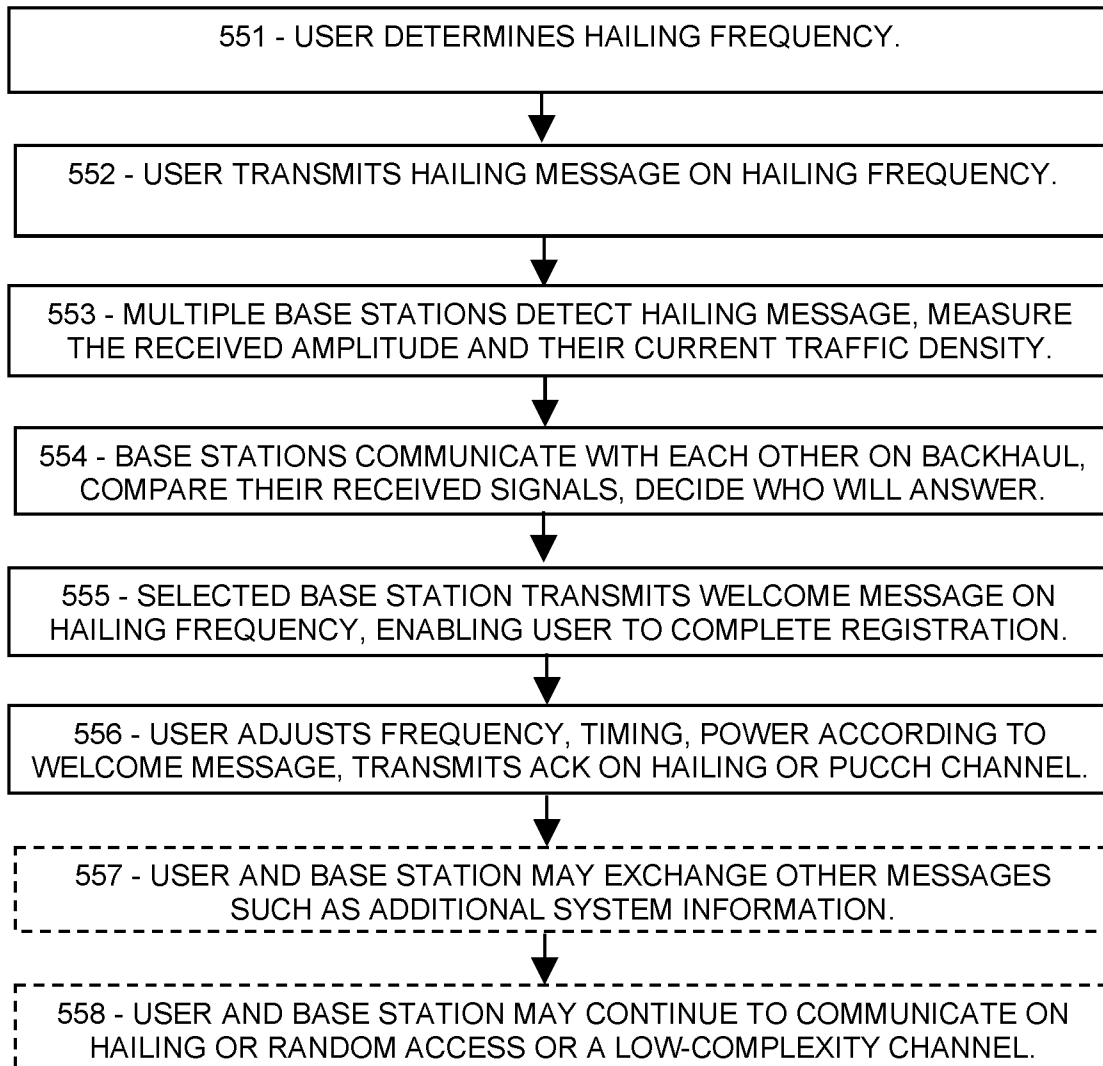 551 - USER DETERMINES HAILING FREQUENCY.
552 - USER TRANSMITS HAILING MESSAGE ON HAILING FREQUENCY.
553 - MULTIPLE BASE STATIONS DETECT HAILING MESSAGE, MEASURE
THE RECEIVED AMPLITUDE AND THEIR CURRENT TRAFFIC DENSITY.
554 - BASE STATIONS COMMUNICATE WITH EACH OTHER ON BACKHAUL,
COMPARE THEIR RECEIVED SIGNALS, DECIDE WHO WILL ANSWER.
555 - SELECTED BASE STATION TRANSMITS WELCOME MESSAGE ON
HAILING FREQUENCY, ENABLING USER TO COMPLETE REGISTRATION.
556 - USER ADJUSTS FREQUENCY, TIMING, POWER ACCORDING TO
WELCOME MESSAGE, TRANSMITS ACK ON HAILING OR PUCCH CHANNEL.
557 - USER AND BASE STATION MAY EXCHANGE OTHER MESSAGES
SUCH AS ADDITIONAL SYSTEM INFORMATION.
558 - USER AND BASE STATION MAY CONTINUE TO COMMUNICATE ON
HAILING OR RANDOM ACCESS OR A LOW-COMPLEXITY CHANNEL.